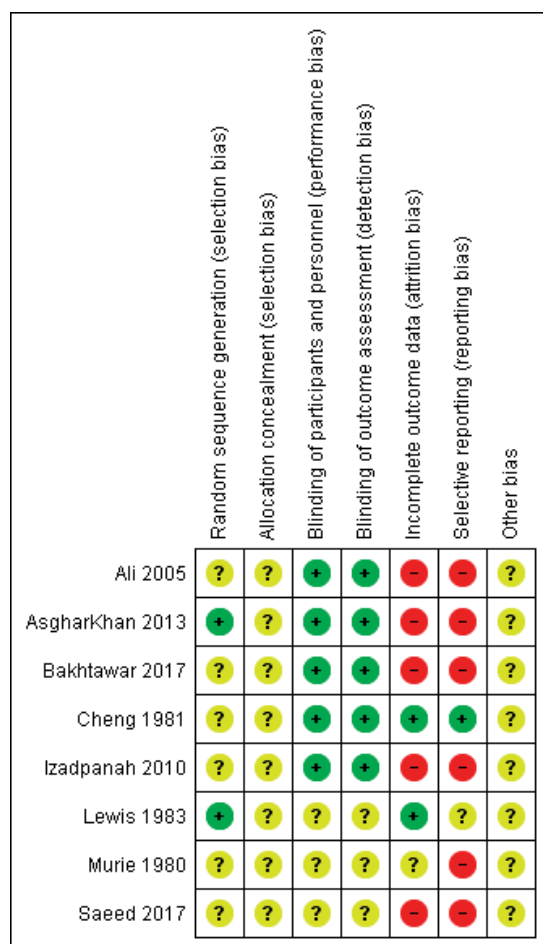 Random sequence generation (selection bias)
Allocation concealment (selection bias)
Blinding of participants and personnel (performance bias)
Blinding of outcome assessment (detection bias)
Incomplete outcome data (attrition bias)
Selective reporting (reporting bias)
Other bias
Ali 2005 ? ? + + - - ?
AsgharKhan 2013 + ? + + - - ?
Bakhtawar 2017 ? ? + + - - ?
Cheng 1981 ? ? + + + + ?
Izadpanah 2010 ? ? + + - - ?
Lewis 1983 + ? ? ? + ? ?
Murie 1980 ? ? ? ? ? - ?
Saeed 2017 ? ? ? ? - - ?